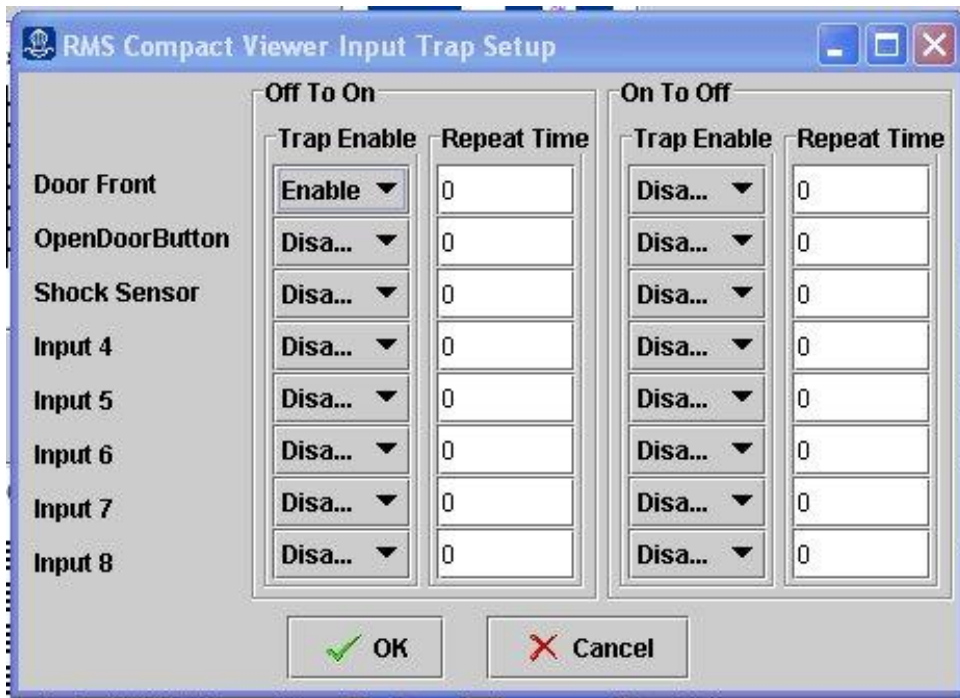 RMS Compact Viewer Input Trap Setup
Off To On On To Off
Trap Enable Repeat Time Trap Enable Repeat Time
Door Front Enable 0 Disa... 0
OpenDoorButton Disa... 0 Disa... 0
Shock Sensor Disa... 0 Disa... 0
Input 4 Disa... 0 Disa... 0
Input 5 Disa... 0 Disa... 0
Input 6 Disa... 0 Disa... 0
Input 7 Disa... 0 Disa... 0
Input 8 Disa... 0 Disa... 0
OK Cancel